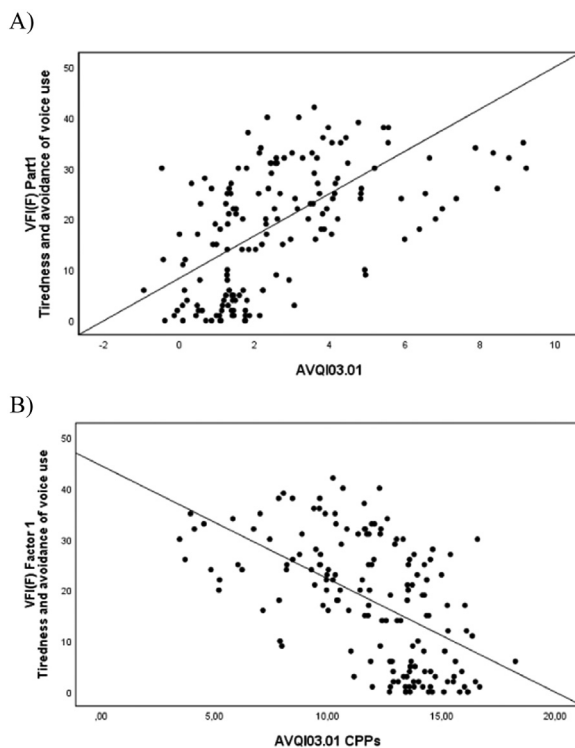 A)
VFI(F) Part1
Tiredness and avoidance of voice use
50
40
30
20
10
0
-2 0 2 4 6 8 10
AVQI03.01
B)
VFI(F) Factor 1
Tiredness and avoidance of voice use
50
40
30
20
10
0
,00 5,00 10,00 15,00 20,00
AVQI03.01 CPPs